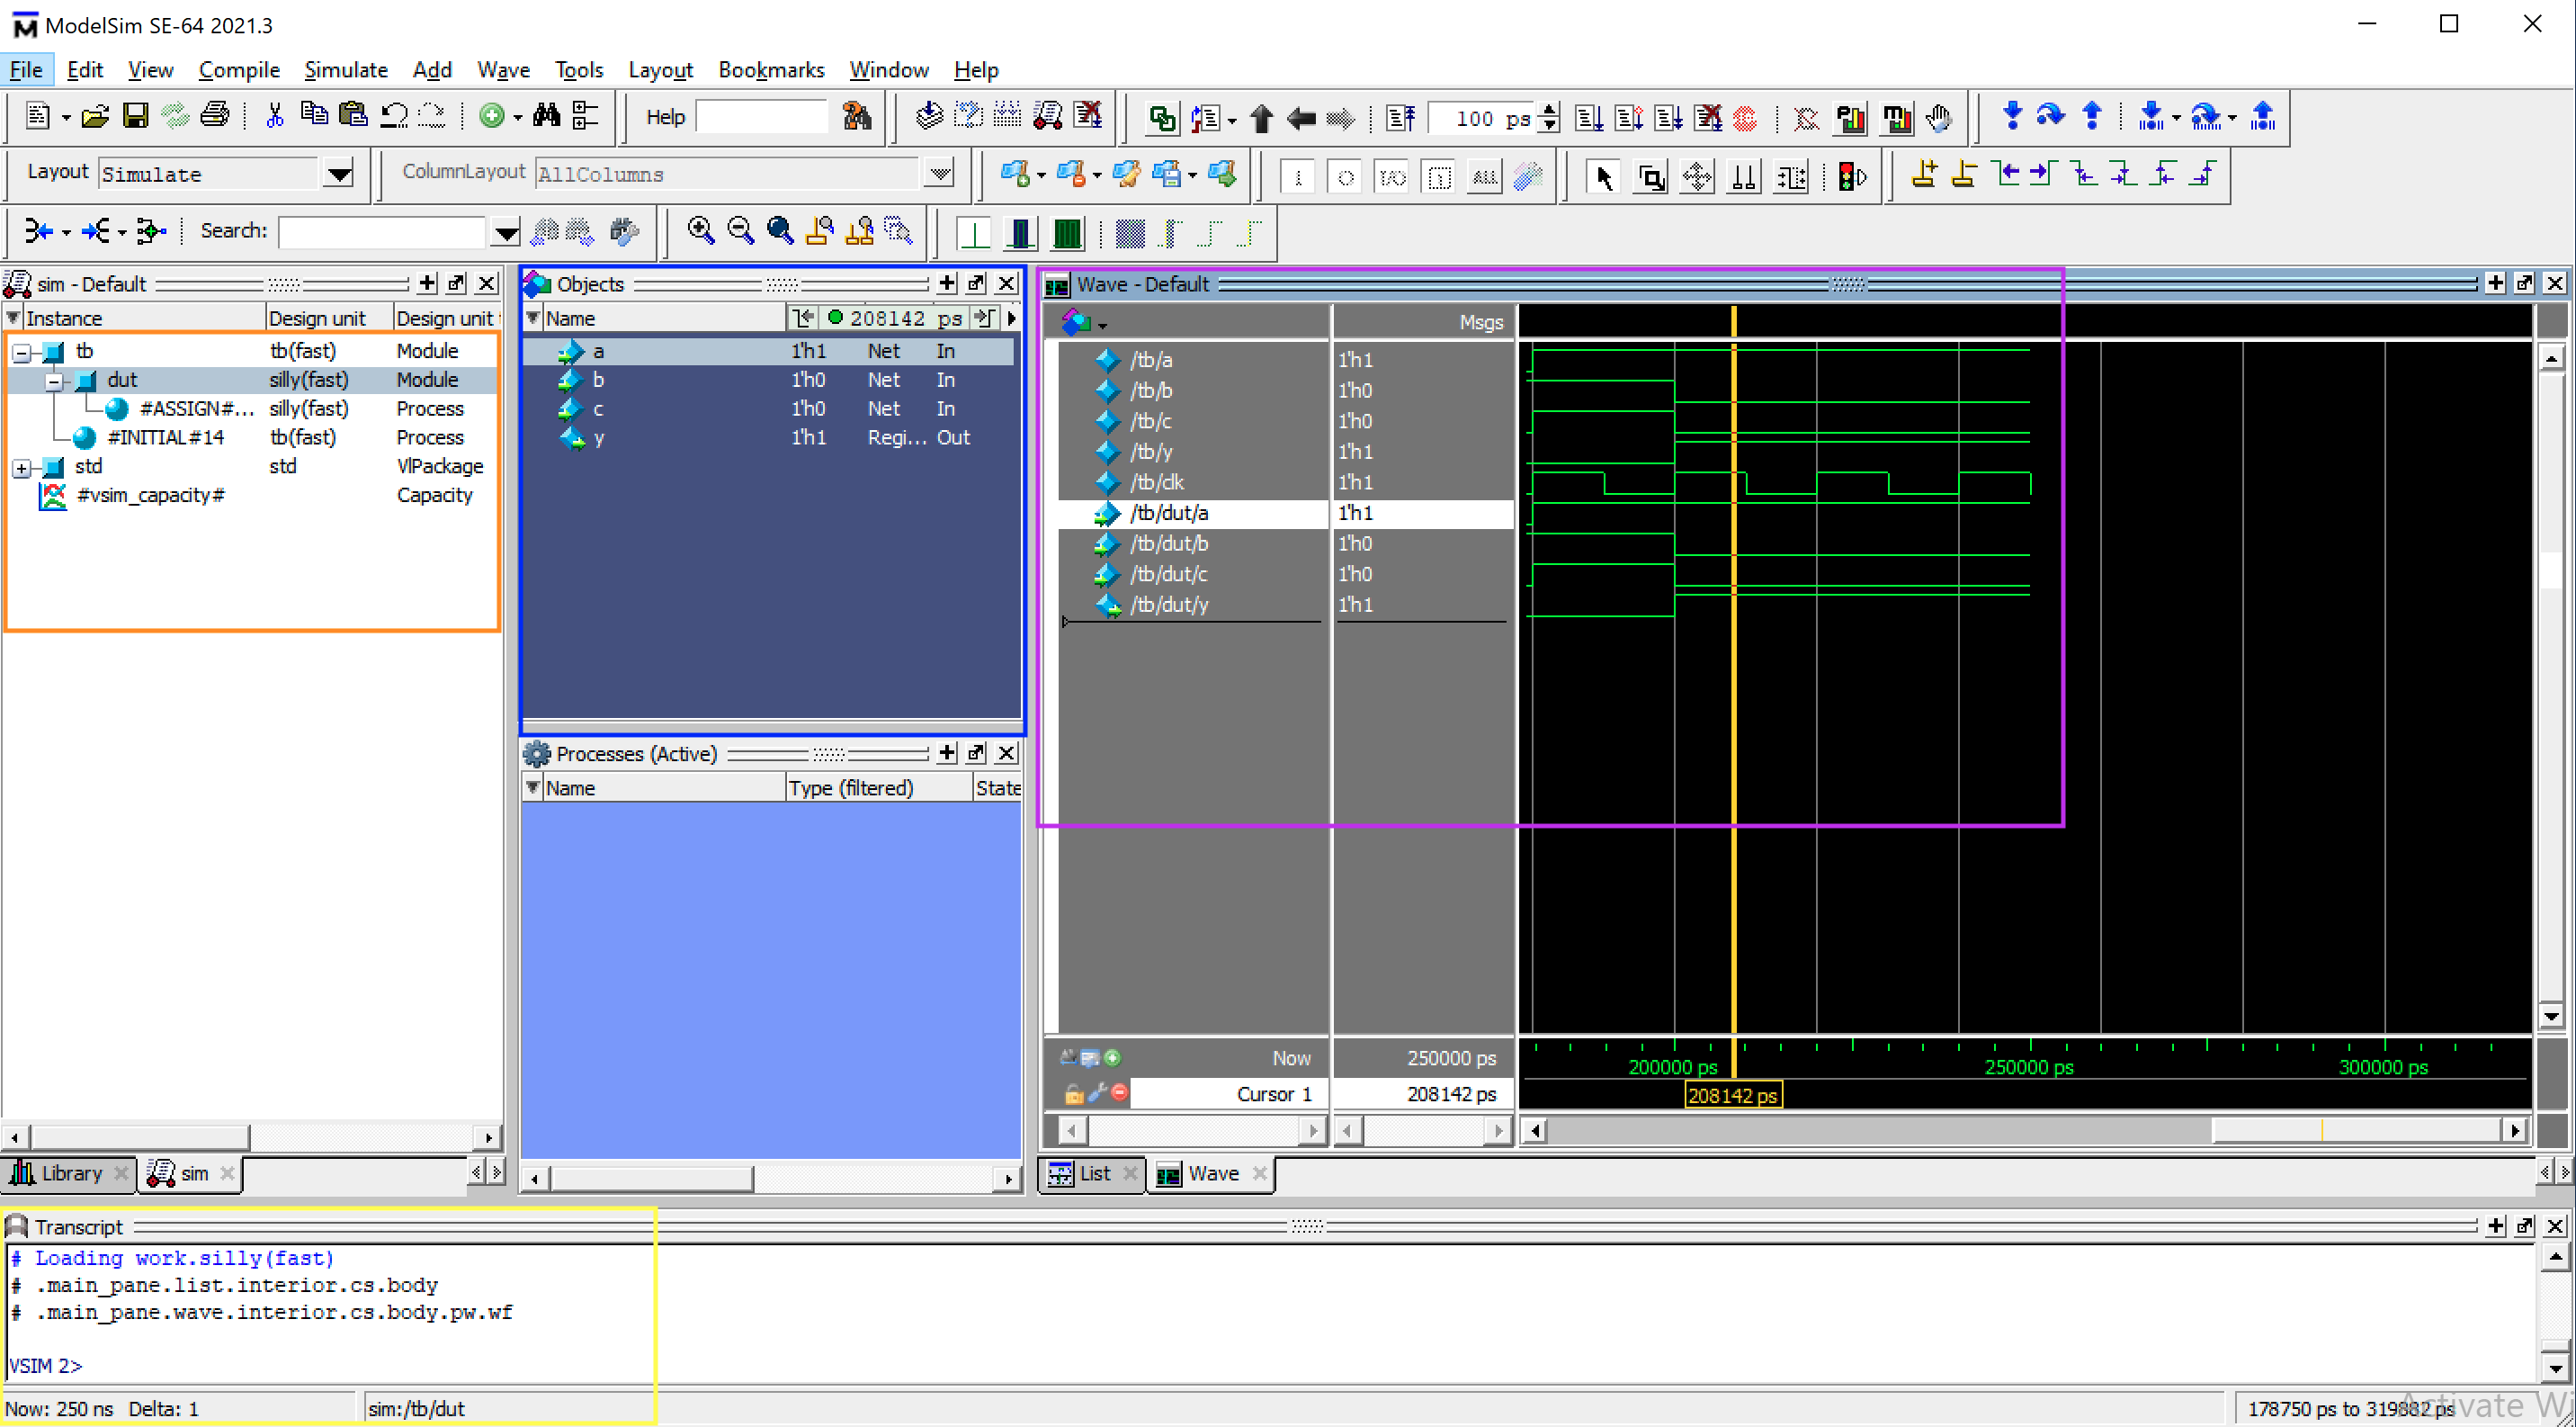 ModelSim SE-64 2021.3
File Edit View Compile Simulate Add Wave Tools Layout Bookmarks Window Help
Help 100 ps
Layout Simulate ColumnLayout AllColumns
I O I/O ALL
Search:
sim - Default
Instance Design unit Design unit
tb tb(fast) Module
dut silly(fast) Module
#ASSIGN#... silly(fast) Process
#INITIAL#14 tb(fast) Process
std std VlPackage
#vsim_capacity# Capacity
Library sim
Objects
Name 208142 ps
a 1'h1 Net In
b 1'h0 Net In
c 1'h0 Net In
y 1'h1 Regi... Out
Processes (Active)
Name Type (filtered) State
Wave - Default
Msgs
/tb/a 1'h1
/tb/b 1'h0
/tb/c 1'h0
/tb/y 1'h1
/tb/clk 1'h1
/tb/dut/a 1'h1
/tb/dut/b 1'h0
/tb/dut/c 1'h0
/tb/dut/y 1'h1
Now 250000 ps
200000 ps 250000 ps 300000 ps
Cursor 1 208142 ps
208142 ps
List Wave
Transcript
# Loading work.silly(fast)
# .main_pane.list.interior.cs.body
# .main_pane.wave.interior.cs.body.pw.wf
VSIM 2>
Now: 250 ns Delta: 1 sim:/tb/dut 178750 ps to 319882 ps
Activate Wi